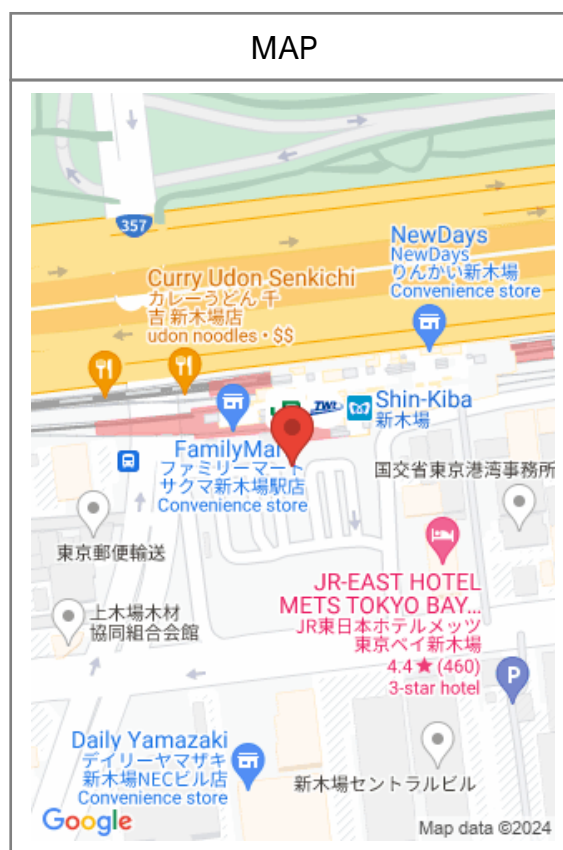 MAP
357
NewDays
NewDays
りんかい新木場
Convenience store
Curry Udon Senkichi
カレーうどん 千
吉 新木場店
udon noodles • $$
TWR
Shin-Kiba
新木場
FamilyMar
ファミリーマート
サクマ新木場駅店
Convenience store
国交省東京港湾事務所
東京郵便輸送
JR-EAST HOTEL
METS TOKYO BAY...
JR東日本ホテルメッツ
東京ベイ新木場
4.4★(460)
3-star hotel
上木場木材
協同組合会館
P
Daily Yamazaki
デイリーヤマザキ
新木場NECビル店
Convenience store
新木場セントラルビル
Google
Map data ©2024